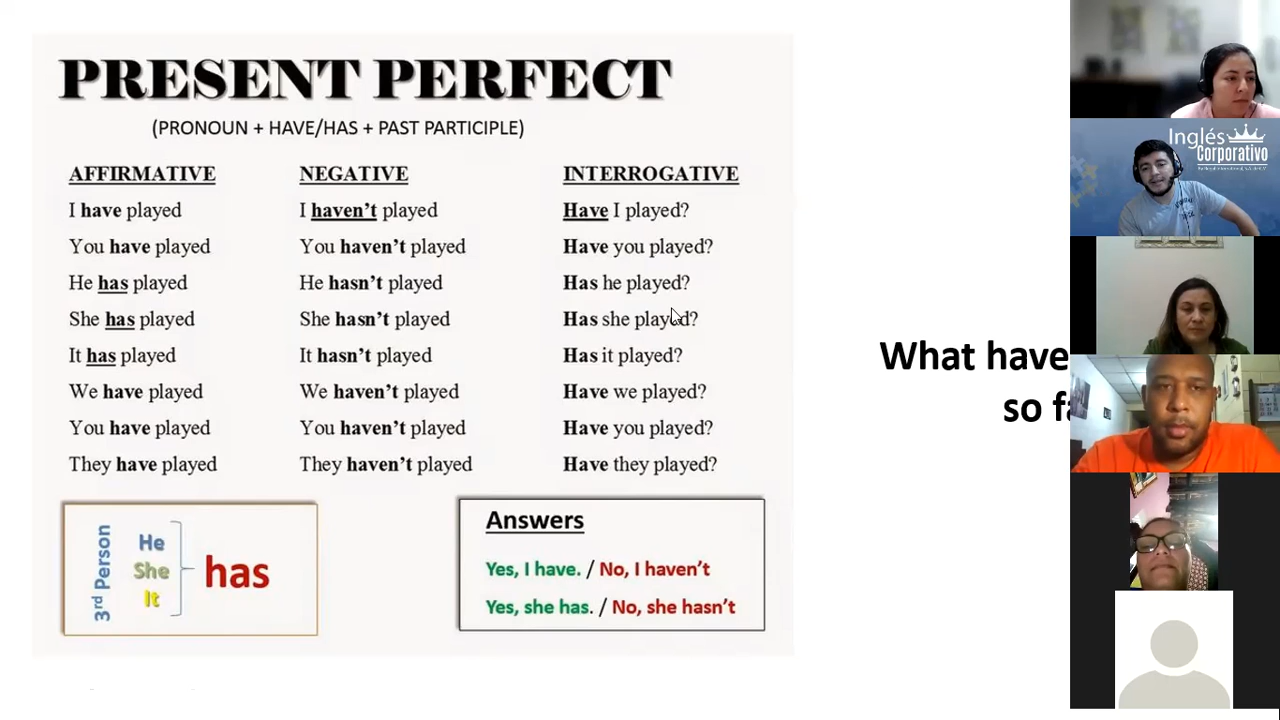 PRESENT PERFECT
(PRONOUN + HAVE/HAS + PAST PARTICIPLE)
AFFIRMATIVE
I have played
You have played
He has played
She has played
It has played
We have played
You have played
They have played
NEGATIVE
I haven't played
You haven't played
He hasn't played
She hasn't played
It hasn't played
We haven't played
You haven't played
They haven't played
INTERROGATIVE
Have I played?
Have you played?
Has he played?
Has she played?
Has it played?
Have we played?
Have you played?
Have they played?
3rd Person
He
She
It
has
Answers
Yes, I have. / No, I haven't
Yes, she has. / No, she hasn't
What have
so
Inglés
Corporativo